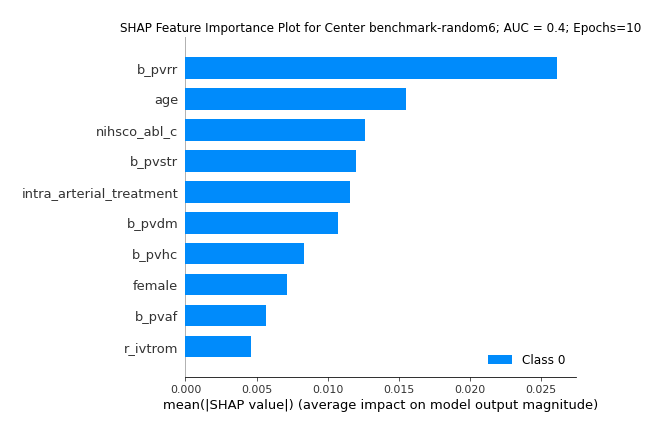 SHAP Feature Importance Plot for Center benchmark-random6; AUC = 0.4; Epochs=10
b_pvrr
age
nihsco_abl_c
b_pvstr
intra_arterial_treatment
b_pvdm
b_pvhc
female
b_pvaf
r_ivtrom
Class 0
0.000 0.005 0.010 0.015 0.020 0.025
mean(|SHAP value|) (average impact on model output magnitude)